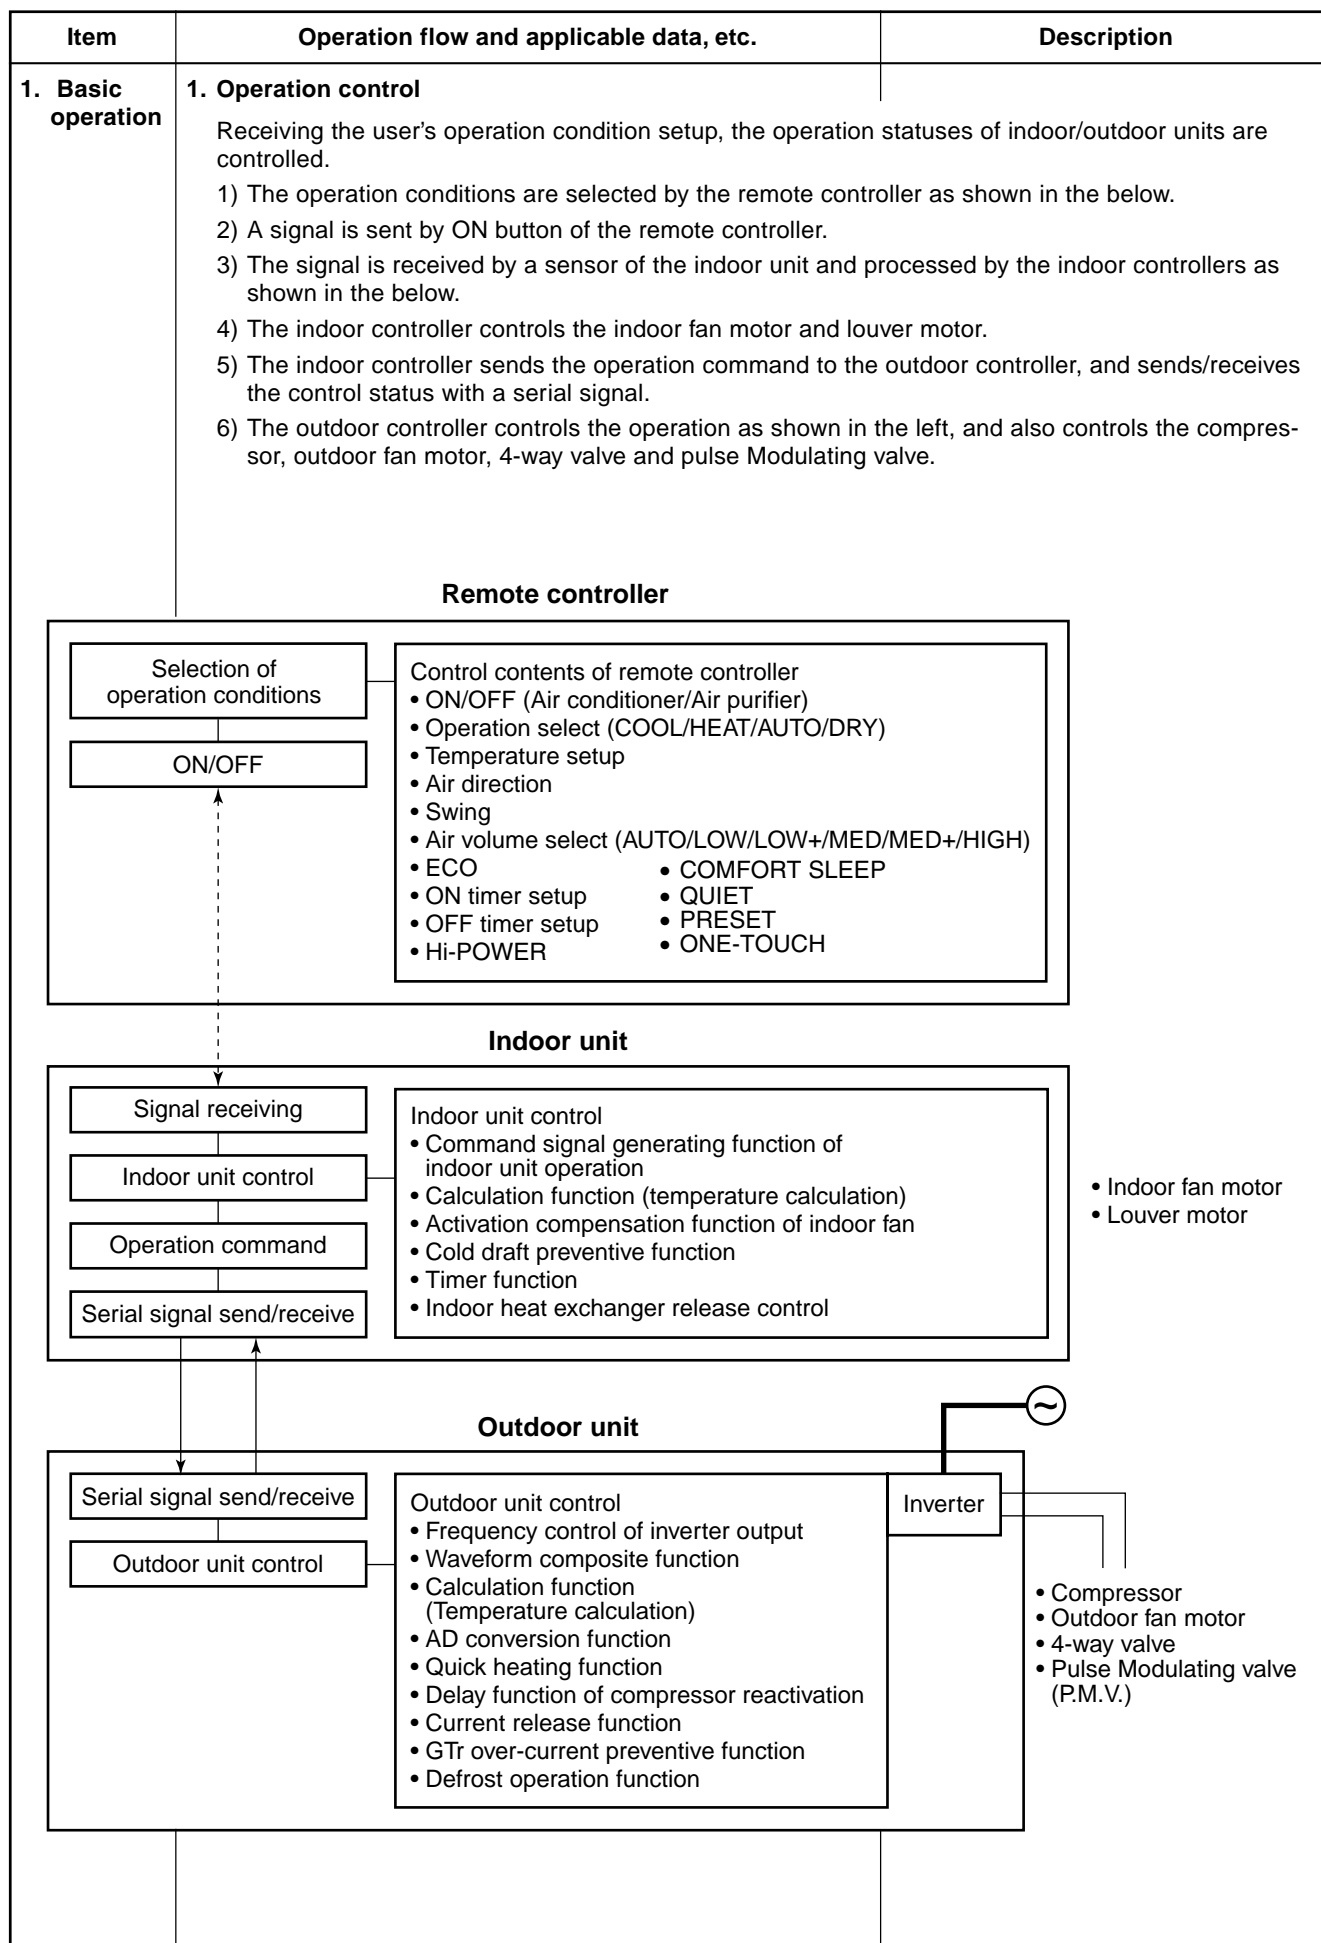 Item
Operation flow and applicable data, etc.
Description
1. Basic
operation
1. Operation control
Receiving the user's operation condition setup, the operation statuses of indoor/outdoor units are
controlled.
1) The operation conditions are selected by the remote controller as shown in the below.
2) A signal is sent by ON button of the remote controller.
3) The signal is received by a sensor of the indoor unit and processed by the indoor controllers as
shown in the below.
4) The indoor controller controls the indoor fan motor and louver motor.
5) The indoor controller sends the operation command to the outdoor controller, and sends/receives
the control status with a serial signal.
6) The outdoor controller controls the operation as shown in the left, and also controls the compres-
sor, outdoor fan motor, 4-way valve and pulse Modulating valve.
Remote controller
Selection of
operation conditions
ON/OFF
Control contents of remote controller
• ON/OFF (Air conditioner/Air purifier)
• Operation select (COOL/HEAT/AUTO/DRY)
• Temperature setup
• Air direction
• Swing
• Air volume select (AUTO/LOW/LOW+/MED/MED+/HIGH)
• ECO
• ON timer setup
• OFF timer setup
• Hi-POWER
• COMFORT SLEEP
• QUIET
• PRESET
• ONE-TOUCH
Indoor unit
Signal receiving
Indoor unit control
Operation command
Serial signal send/receive
Indoor unit control
• Command signal generating function of
indoor unit operation
• Calculation function (temperature calculation)
• Activation compensation function of indoor fan
• Cold draft preventive function
• Timer function
• Indoor heat exchanger release control
• Indoor fan motor
• Louver motor
~
Outdoor unit
Serial signal send/receive
Outdoor unit control
Outdoor unit control
• Frequency control of inverter output
• Waveform composite function
• Calculation function
(Temperature calculation)
• AD conversion function
• Quick heating function
• Delay function of compressor reactivation
• Current release function
• GTr over-current preventive function
• Defrost operation function
Inverter
• Compressor
• Outdoor fan motor
• 4-way valve
• Pulse Modulating valve
(P.M.V.)